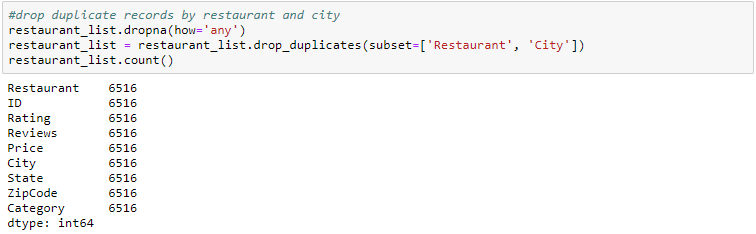 #drop duplicate records by restaurant and city
restaurant_list.dropna(how='any')
restaurant_list = restaurant_list.drop_duplicates(subset=['Restaurant', 'City'])
restaurant_list.count()
Restaurant    6516
ID            6516
Rating        6516
Reviews       6516
Price         6516
City          6516
State         6516
ZipCode       6516
Category      6516
dtype: int64